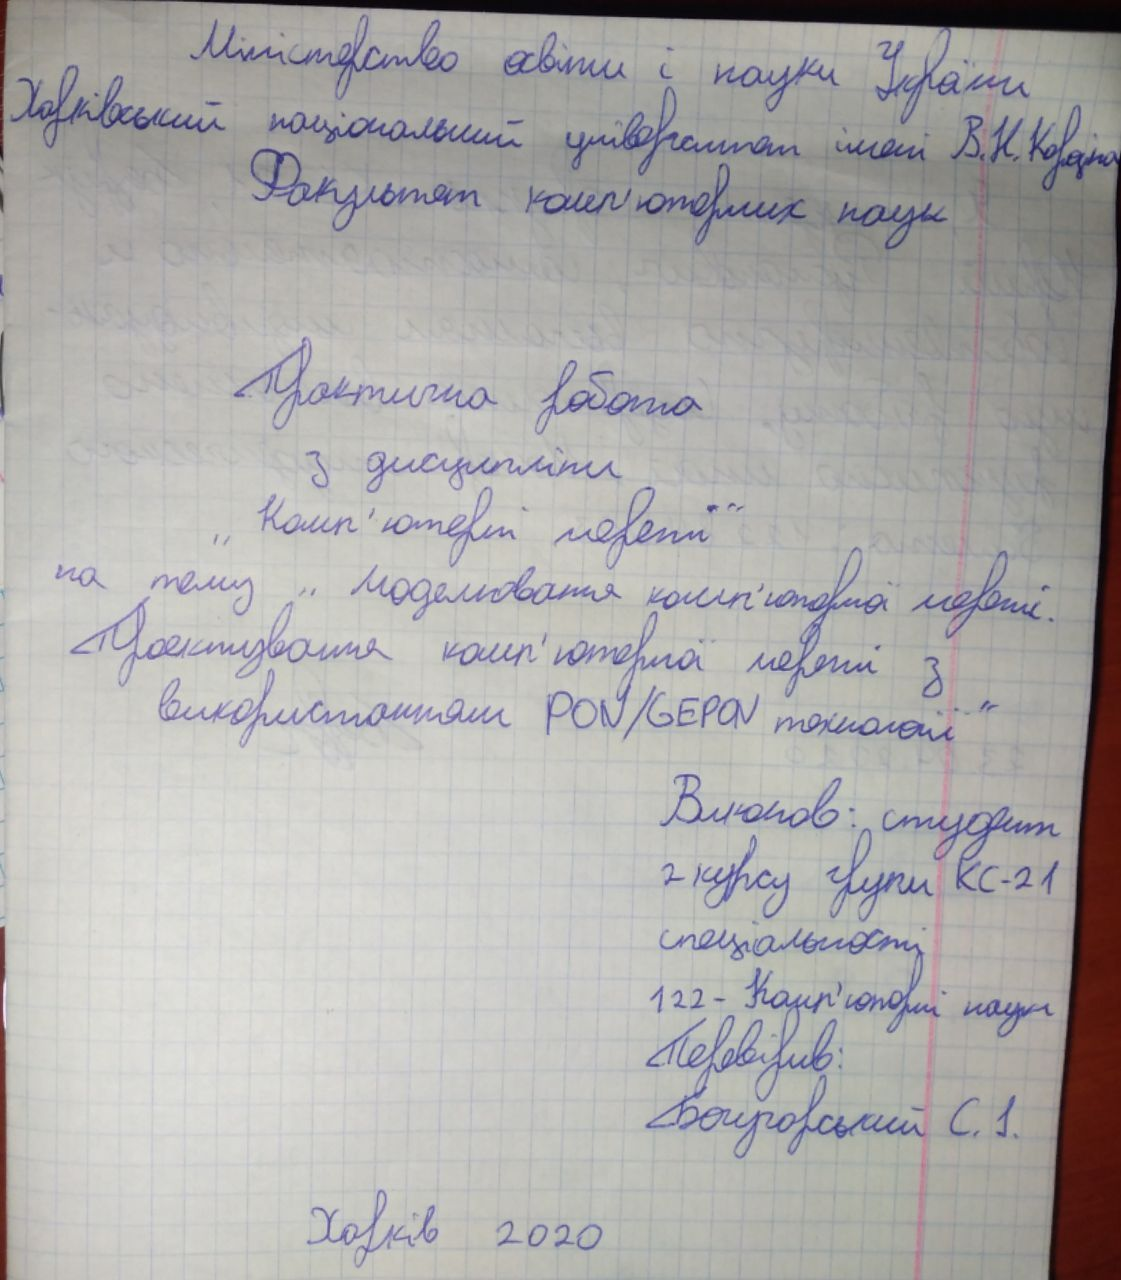 Міністерство освіти і науки України
Харківський національний університет імені В.Н. Каразіна
Факультет комп'ютерних наук
Практична робота
з дисципліни
„Комп'ютерні мережі"
на тему „Моделювання комп'ютерної мережі.
Проектування комп'ютерної мережі з
використанням PON/GEPON технології"
Виконав: студент
2 курсу групи КС-21
спеціальності
122 - Комп'ютерні науки
Перевірив:
С. І.
Харків 2020